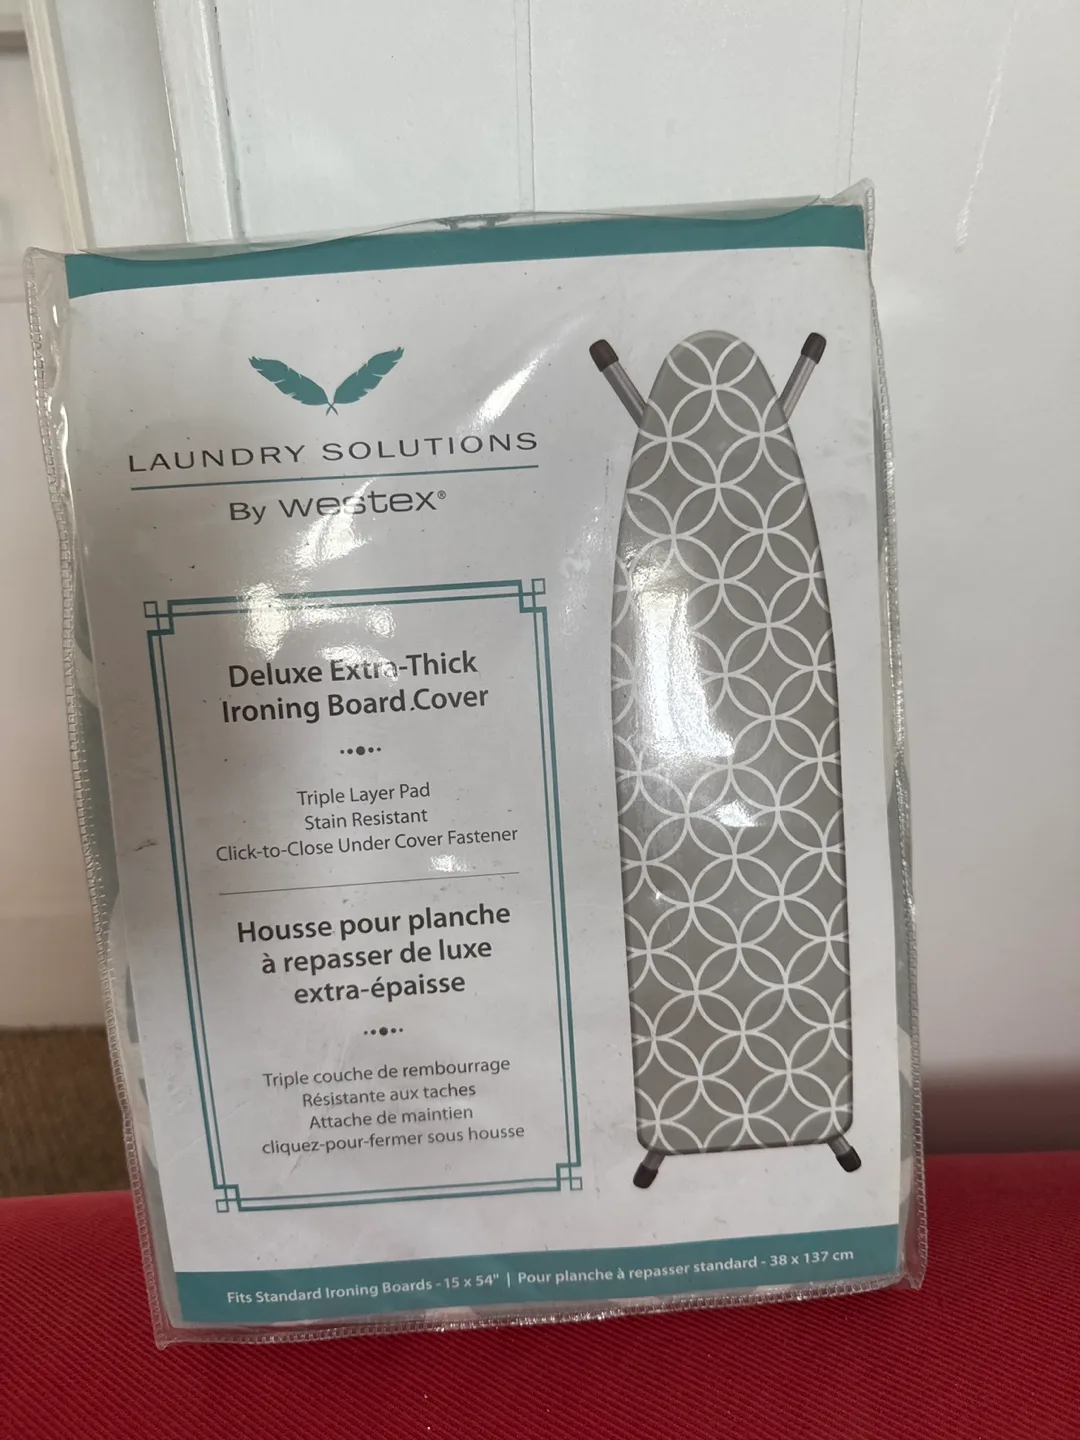 LAUNDRY SOLUTIONS
By westex®
Deluxe Extra-Thick
Ironing Board Cover
Triple Layer Pad
Stain Resistant
Click-to-Close Under Cover Fastener
Housse pour planche
à repasser de luxe
extra-épaisse
Triple couche de rembourrage
Résistante aux taches
Attache de maintien
cliquez-pour-fermer sous housse
Fits Standard Ironing Boards - 15 x 54" | Pour planche à repasser standard - 38 x 137 cm